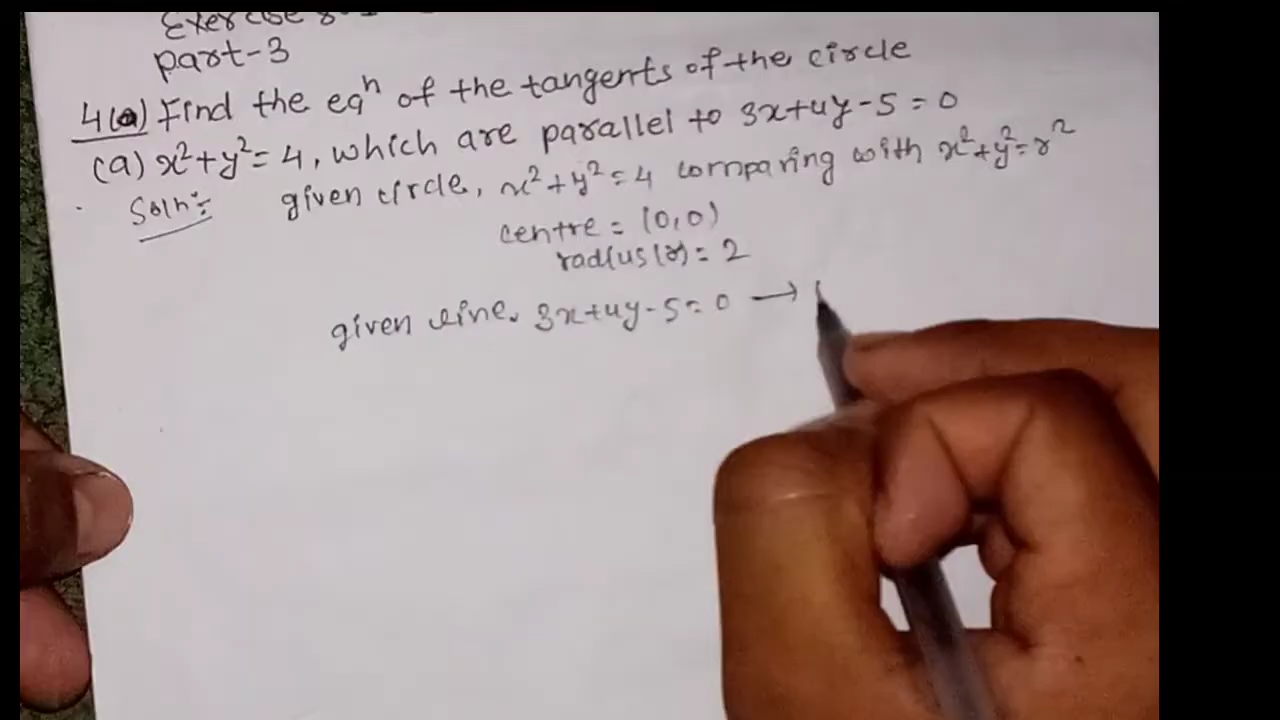 Exercise
part-3
4(a) Find the eqⁿ of the tangents of the circle
(a) x²+y²=4, which are parallel to 3x+4y-5=0
Solⁿ:- given circle, x²+y²=4 comparing with x²+y²=r²
centre = (0,0)
radius(r)= 2
given line, 3x+4y-5=0 →